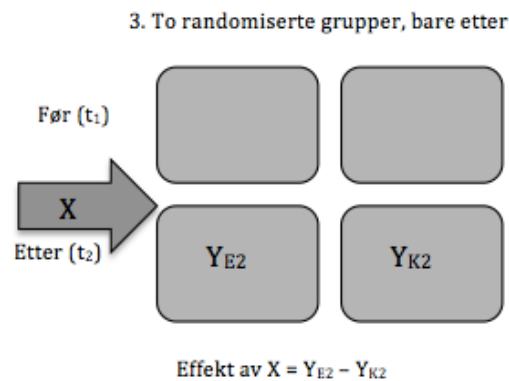 3. To randomiserte grupper, bare etter
Før (t₁)
X
Etter (t₂)
Y_E2
Y_K2
Effekt av X = Y_E2 – Y_K2